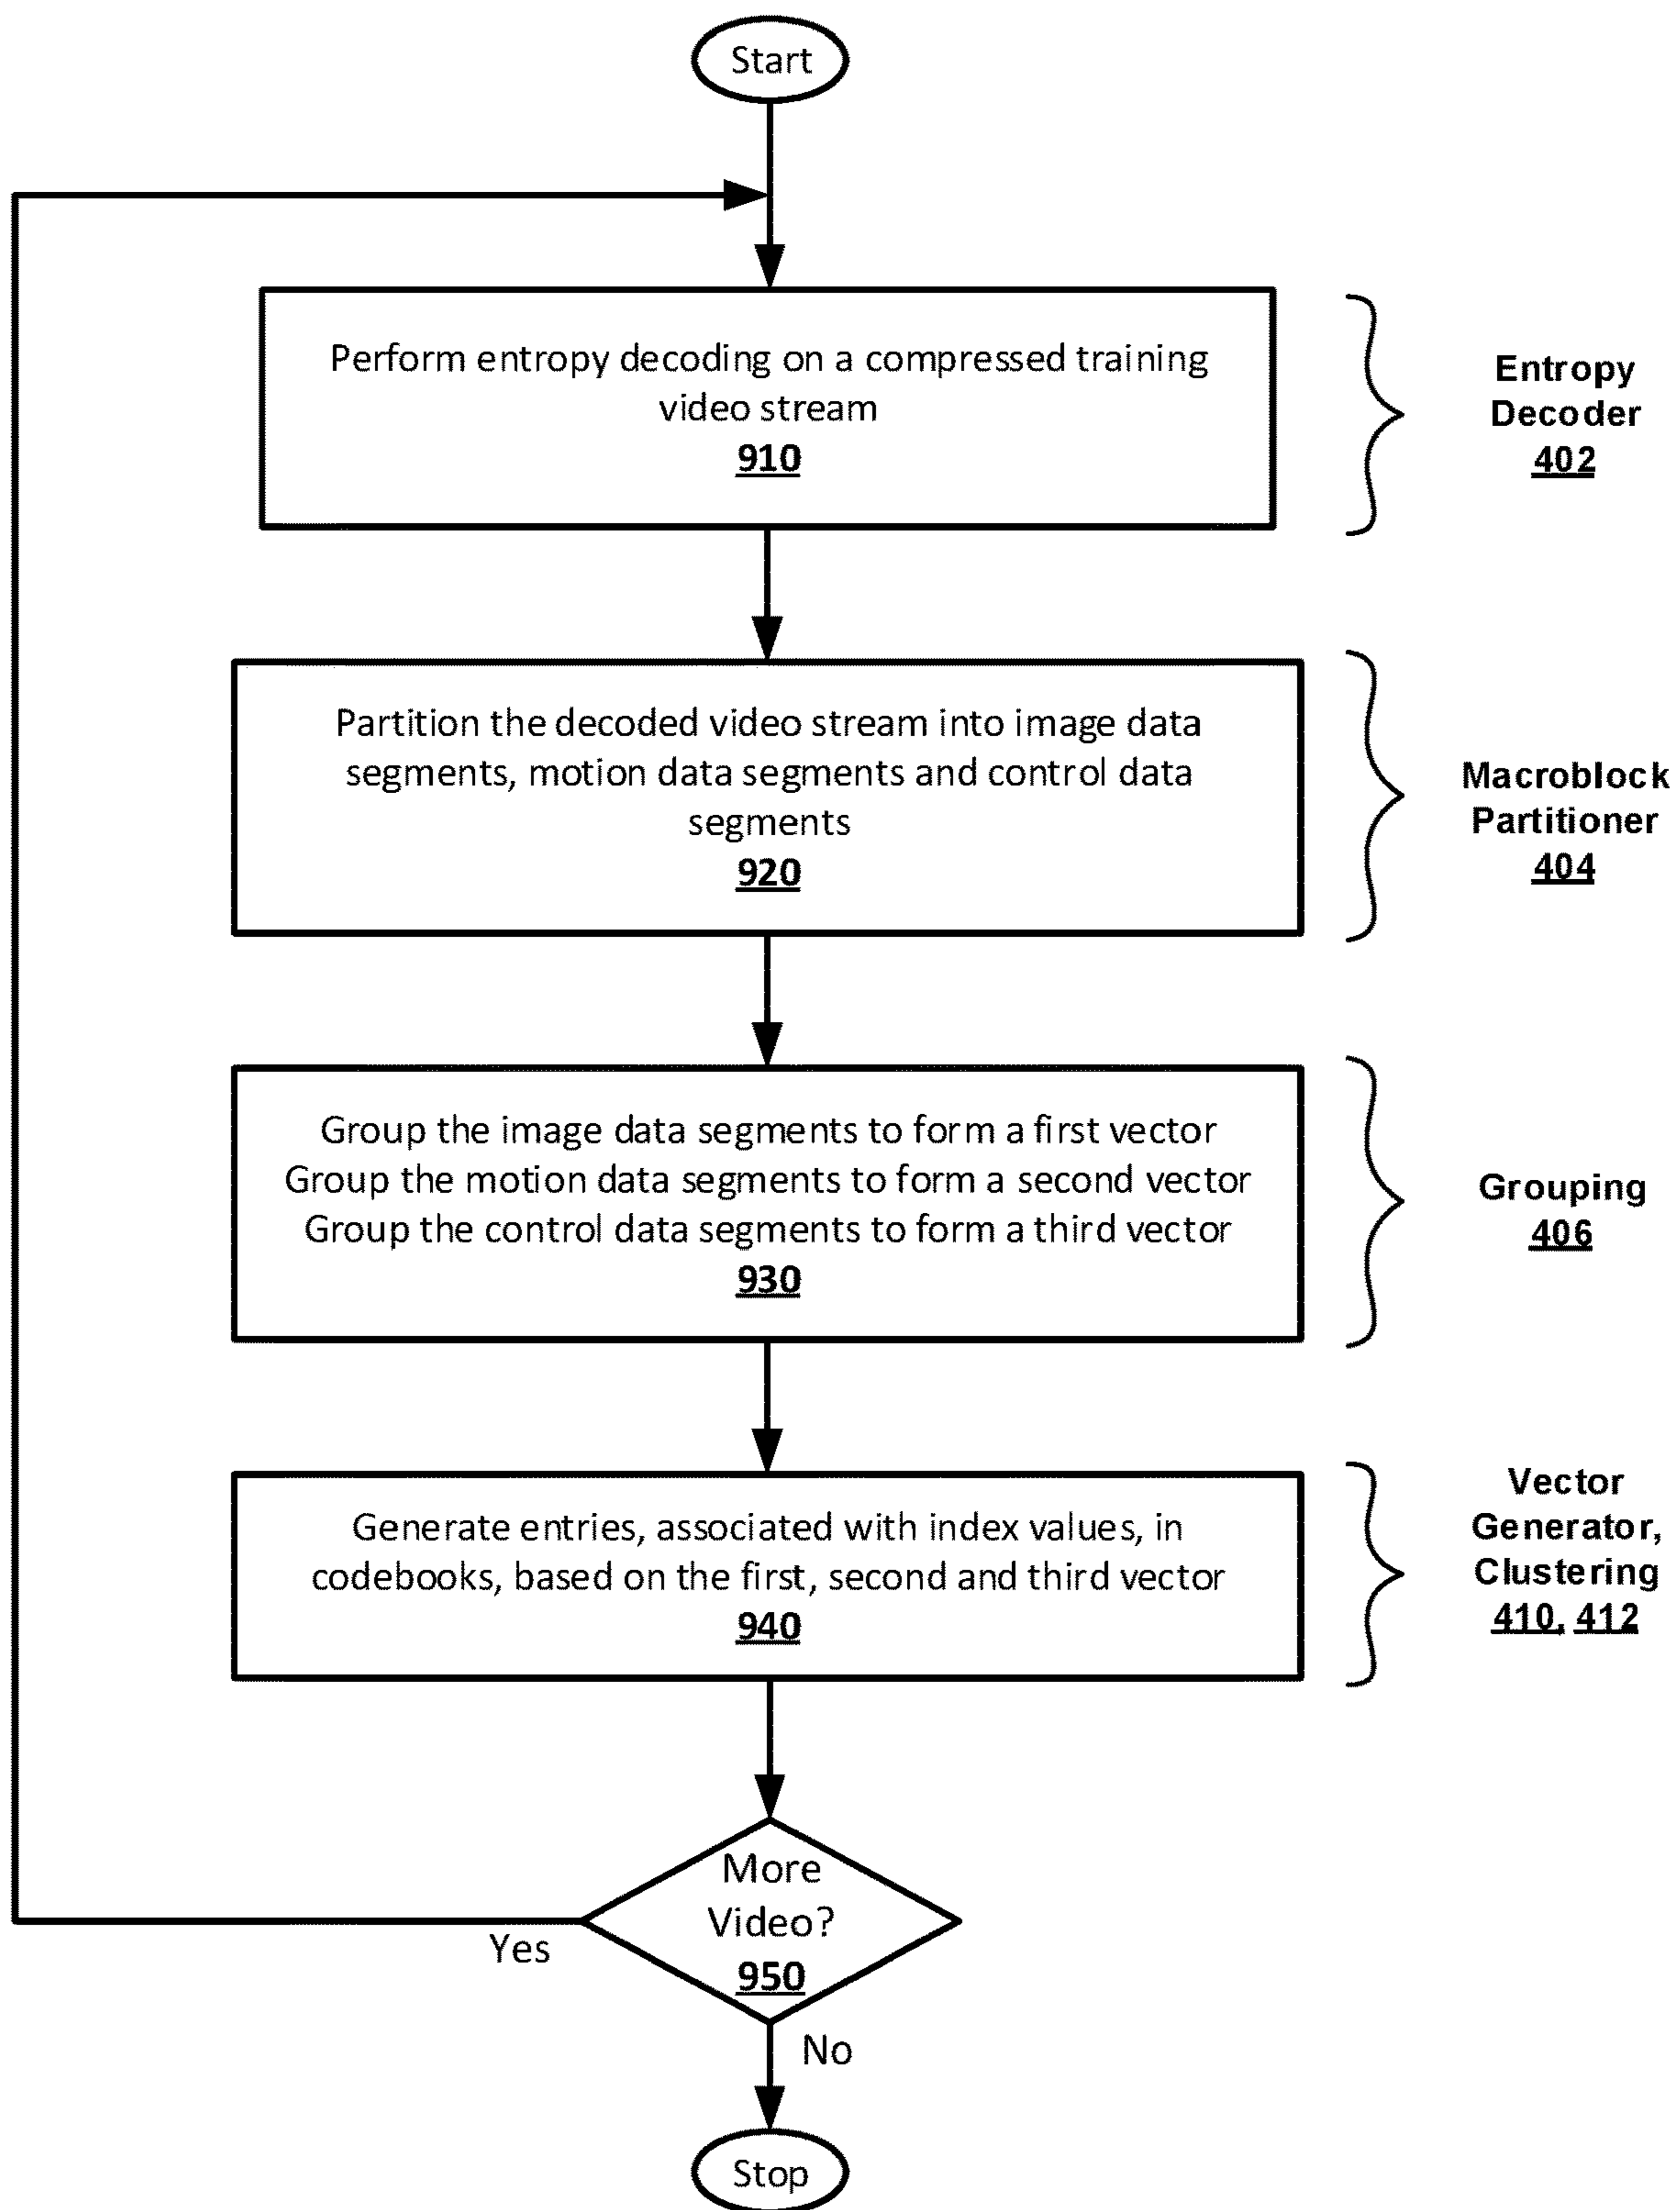 Start
Perform entropy decoding on a compressed training
video stream
910
Entropy
Decoder
402
Partition the decoded video stream into image data
segments, motion data segments and control data
segments
920
Macroblock
Partitioner
404
Group the image data segments to form a first vector
Group the motion data segments to form a second vector
Group the control data segments to form a third vector
930
Grouping
406
Generate entries, associated with index values, in
codebooks, based on the first, second and third vector
940
Vector
Generator,
Clustering
410, 412
More
Video?
950
Yes
No
Stop